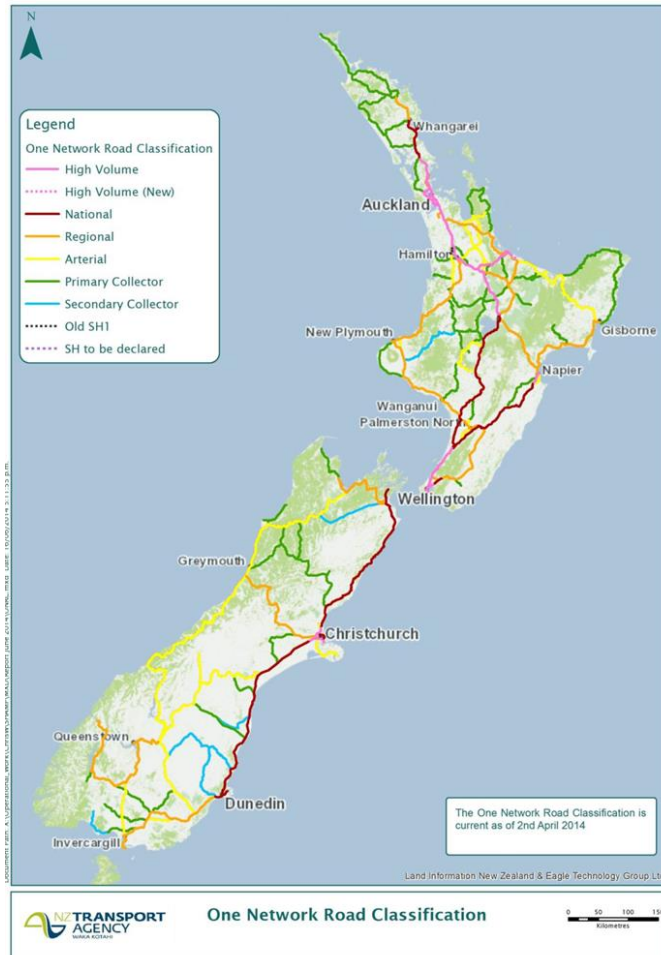 N
Legend
One Network Road Classification
High Volume
High Volume (New)
National
Regional
Arterial
Primary Collector
Secondary Collector
Old SH1
SH to be declared
Whangarei
Auckland
Hamilton
New Plymouth
Gisborne
Napier
Wanganui
Palmerston North
Wellington
Greymouth
Christchurch
Queenstown
Dunedin
Invercargill
The One Network Road Classification is
current as of 2nd April 2014
Land Information New Zealand & Eagle Technology Group Lt
NZ TRANSPORT
AGENCY
WAKA KOTAHI
One Network Road Classification
0 50 100 150
Kilometres